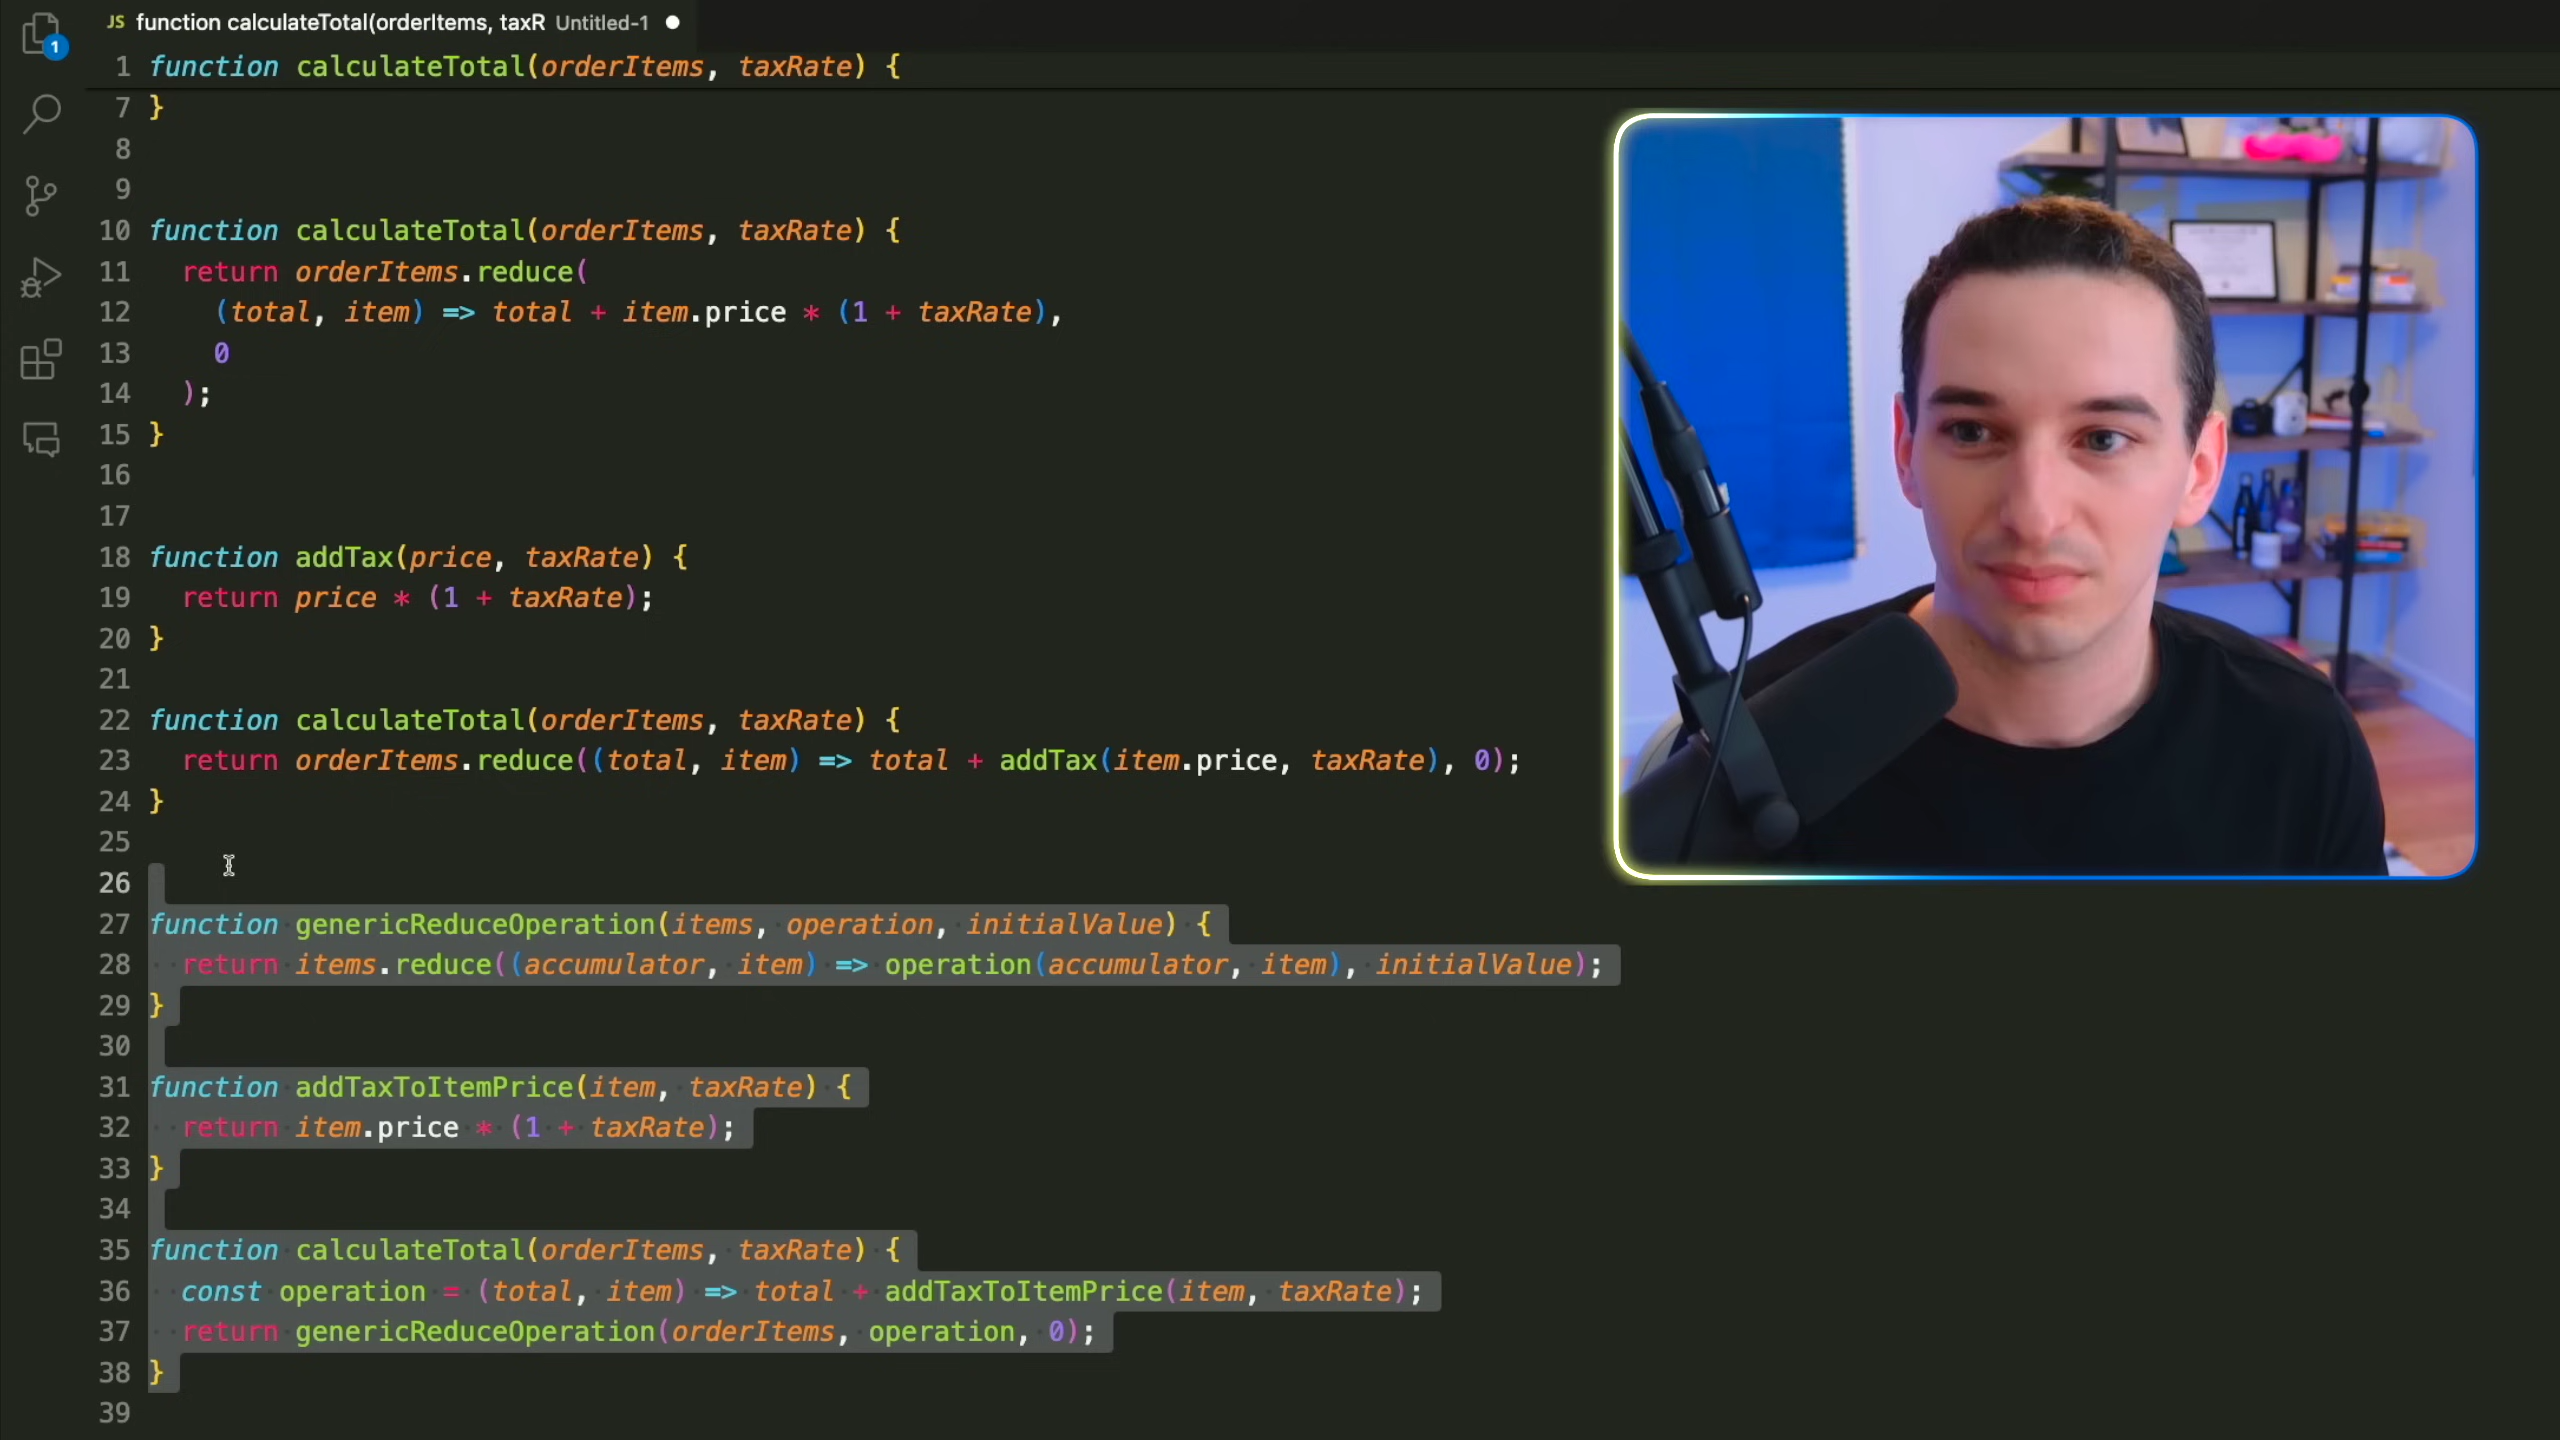 JS function calculateTotal(orderItems, taxR Untitled-1
1
1 function calculateTotal(orderItems, taxRate) {
7 }
8
9
10 function calculateTotal(orderItems, taxRate) {
11 return orderItems.reduce(
12 (total, item) => total + item.price * (1 + taxRate),
13 0
14 );
15 }
16
17
18 function addTax(price, taxRate) {
19 return price * (1 + taxRate);
20 }
21
22 function calculateTotal(orderItems, taxRate) {
23 return orderItems.reduce((total, item) => total + addTax(item.price, taxRate), 0);
24 }
25
26
27 function genericReduceOperation(items, operation, initialValue) {
28 return items.reduce((accumulator, item) => operation(accumulator, item), initialValue);
29 }
30
31 function addTaxToItemPrice(item, taxRate) {
32 return item.price * (1 + taxRate);
33 }
34
35 function calculateTotal(orderItems, taxRate) {
36 const operation = (total, item) => total + addTaxToItemPrice(item, taxRate);
37 return genericReduceOperation(orderItems, operation, 0);
38 }
39